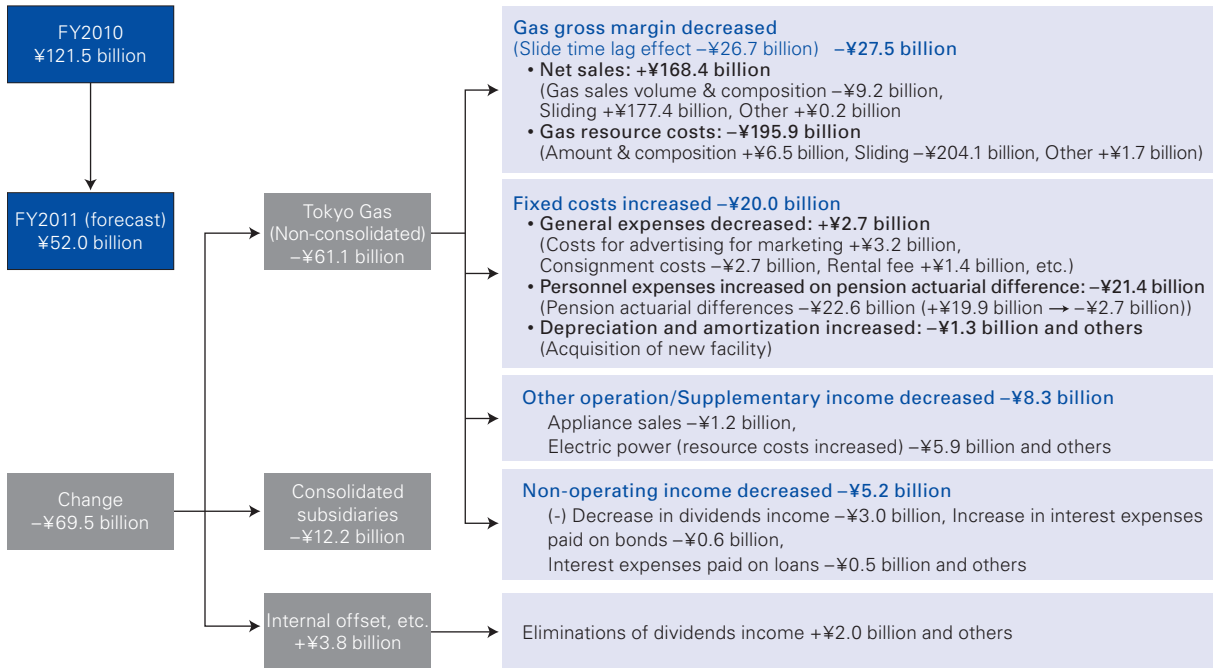 FY2010
¥121.5 billion
FY2011 (forecast)
¥52.0 billion
Change
–¥69.5 billion
Tokyo Gas
(Non-consolidated)
–¥61.1 billion
Consolidated
subsidiaries
–¥12.2 billion
Internal offset, etc.
+¥3.8 billion
Gas gross margin decreased
(Slide time lag effect –¥26.7 billion) –¥27.5 billion
• Net sales: +¥168.4 billion
(Gas sales volume & composition –¥9.2 billion,
Sliding +¥177.4 billion, Other +¥0.2 billion
• Gas resource costs: –¥195.9 billion
(Amount & composition +¥6.5 billion, Sliding –¥204.1 billion, Other +¥1.7 billion)
Fixed costs increased –¥20.0 billion
• General expenses decreased: +¥2.7 billion
(Costs for advertising for marketing +¥3.2 billion,
Consignment costs –¥2.7 billion, Rental fee +¥1.4 billion, etc.)
• Personnel expenses increased on pension actuarial difference: –¥21.4 billion
(Pension actuarial differences –¥22.6 billion (+¥19.9 billion → –¥2.7 billion))
• Depreciation and amortization increased: –¥1.3 billion and others
(Acquisition of new facility)
Other operation/Supplementary income decreased –¥8.3 billion
Appliance sales –¥1.2 billion,
Electric power (resource costs increased) –¥5.9 billion and others
Non-operating income decreased –¥5.2 billion
(-) Decrease in dividends income –¥3.0 billion, Increase in interest expenses
paid on bonds –¥0.6 billion,
Interest expenses paid on loans –¥0.5 billion and others
Eliminations of dividends income +¥2.0 billion and others